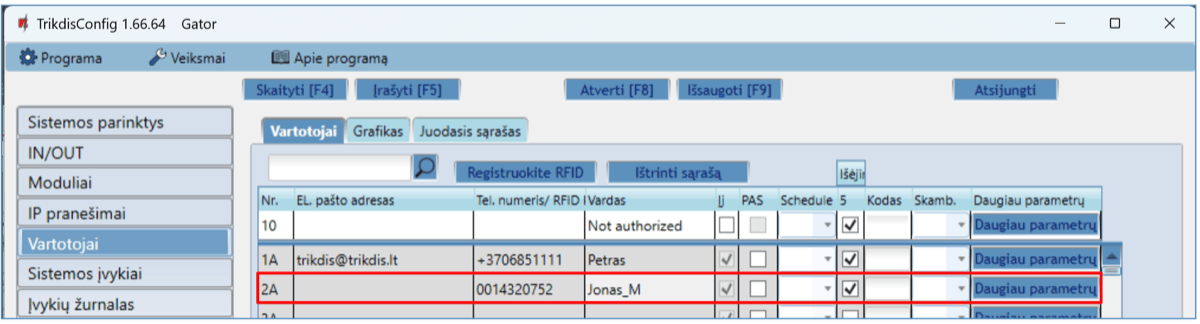 TrikdisConfig 1.66.64 Gator
Programa Veiksmai Apie programą
Skaityti [F4] Įrašyti [F5] Atverti [F8] Išsaugoti [F9] Atsijungti
Sistemos parinktys
IN/OUT
Moduliai
IP pranešimai
Vartotojai
Sistemos įvykiai
Įvykių žurnalas
Vartotojai Grafikas Juodasis sąrašas
Registruokite RFID Ištrinti sąrašą Išėjir
Nr. EL. pašto adresas Tel. numeris/ RFID I Vardas Įj PAS Schedule 5 Kodas Skamb. Daugiau parametrų
10 Not authorized Daugiau parametrų
1A trikdis@trikdis.lt +3706851111 Petras Daugiau parametrų
2A 0014320752 Jonas_M Daugiau parametrų